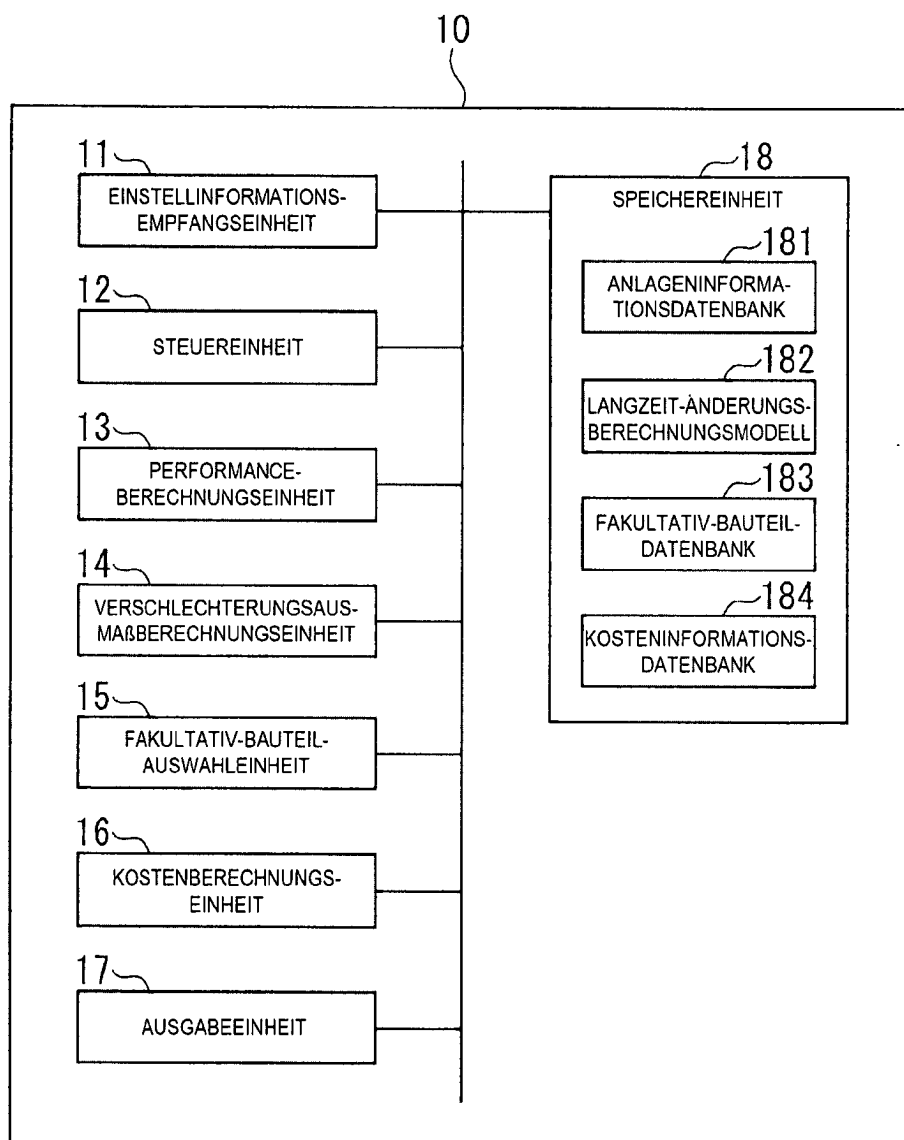 10
11
EINSTELLINFORMATIONS-
EMPFANGSEINHEIT
12
STEUEREINHEIT
13
PERFORMANCE-
BERECHNUNGSEINHEIT
14
VERSCHLECHTERUNGSAUS-
MAßBERECHNUNGSEINHEIT
15
FAKULTATIV-BAUTEIL-
AUSWAHLEINHEIT
16
KOSTENBERECHNUNGS-
EINHEIT
17
AUSGABEEINHEIT
18
SPEICHEREINHEIT
181
ANLAGENINFORMA-
TIONSDATENBANK
182
LANGZEIT-ÄNDERUNGS-
BERECHNUNGSMODELL
183
FAKULTATIV-BAUTEIL-
DATENBANK
184
KOSTENINFORMATIONS-
DATENBANK